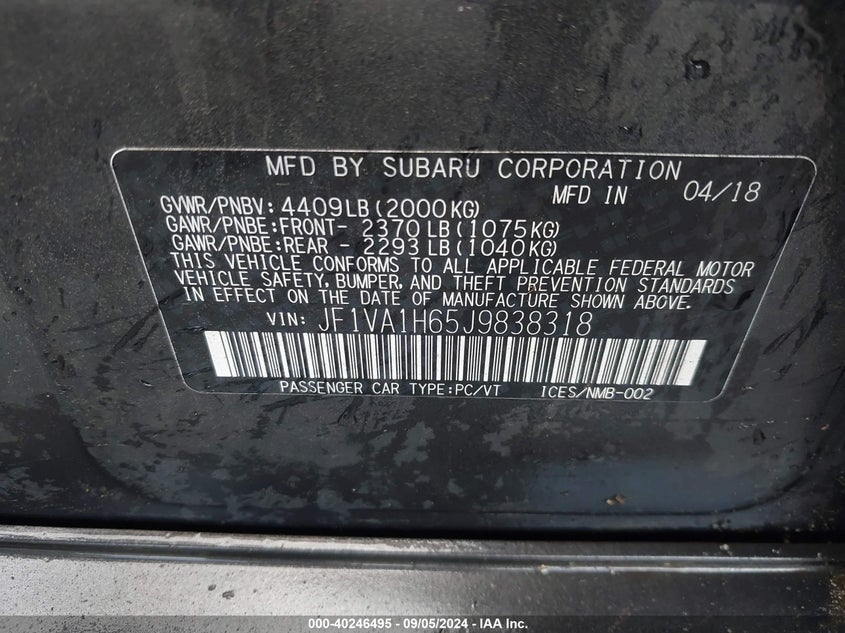 MFD BY SUBARU CORPORATION
MFD IN 04/18
GVWR/PNBV: 4409LB(2000KG)
GAWR/PNBE:FRONT- 2370LB(1075KG)
GAWR/PNBE:REAR - 2293LB(1040KG)
THIS VEHICLE CONFORMS TO ALL APPLICABLE FEDERAL MOTOR
VEHICLE SAFETY, BUMPER, AND THEFT PREVENTION STANDARDS
IN EFFECT ON THE DATE OF MANUFACTURE SHOWN ABOVE.
VIN: JF1VA1H65J9838318
PASSENGER CAR TYPE:PC/VT ICES/NMB-002
000-40246495 - 09/05/2024 - IAA Inc.